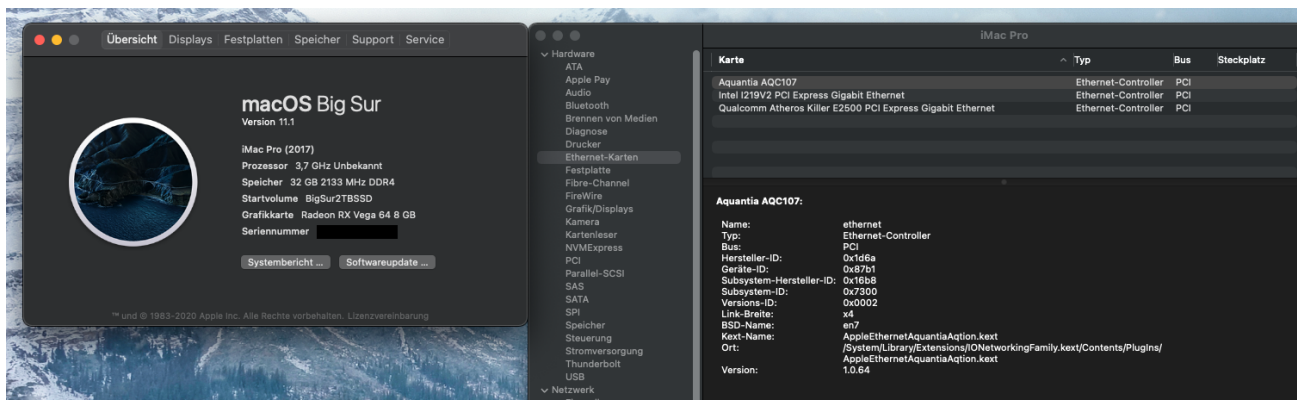 Übersicht Displays Festplatten Speicher Support Service
macOS Big Sur
Version 11.1
iMac Pro (2017)
Prozessor 3,7 GHz Unbekannt
Speicher 32 GB 2133 MHz DDR4
Startvolume BigSur2TBSSD
Grafikkarte Radeon RX Vega 64 8 GB
Seriennummer
Systembericht ... Softwareupdate ...
™ und © 1983-2020 Apple Inc. Alle Rechte vorbehalten. Lizenzvereinbarung
Hardware
ATA
Apple Pay
Audio
Bluetooth
Brennen von Medien
Diagnose
Drucker
Ethernet-Karten
Festplatte
Fibre-Channel
FireWire
Grafik/Displays
Kamera
Kartenleser
NVMExpress
PCI
Parallel-SCSI
SAS
SATA
SPI
Speicher
Steuerung
Stromversorgung
Thunderbolt
USB
Netzwerk
iMac Pro
Karte Typ Bus Steckplatz
Aquantia AQC107 Ethernet-Controller PCI
Intel I219V2 PCI Express Gigabit Ethernet Ethernet-Controller PCI
Qualcomm Atheros Killer E2500 PCI Express Gigabit Ethernet Ethernet-Controller PCI
Aquantia AQC107:
Name: ethernet
Typ: Ethernet-Controller
Bus: PCI
Hersteller-ID: 0x1d6a
Geräte-ID: 0x87b1
Subsystem-Hersteller-ID: 0x16b8
Subsystem-ID: 0x7300
Versions-ID: 0x0002
Link-Breite: x4
BSD-Name: en7
Kext-Name: AppleEthernetAquantiaAqtion.kext
Ort: /System/Library/Extensions/IONetworkingFamily.kext/Contents/PlugIns/
AppleEthernetAquantiaAqtion.kext
Version: 1.0.64